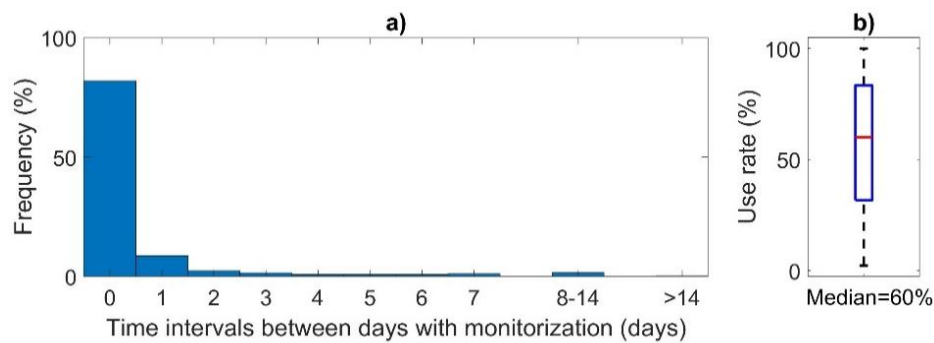 a)
100
50
0
Frequency (%)
0 1 2 3 4 5 6 7 8-14 >14
Time intervals between days with monitorization (days)
b)
100
50
0
Use rate (%)
Median=60%